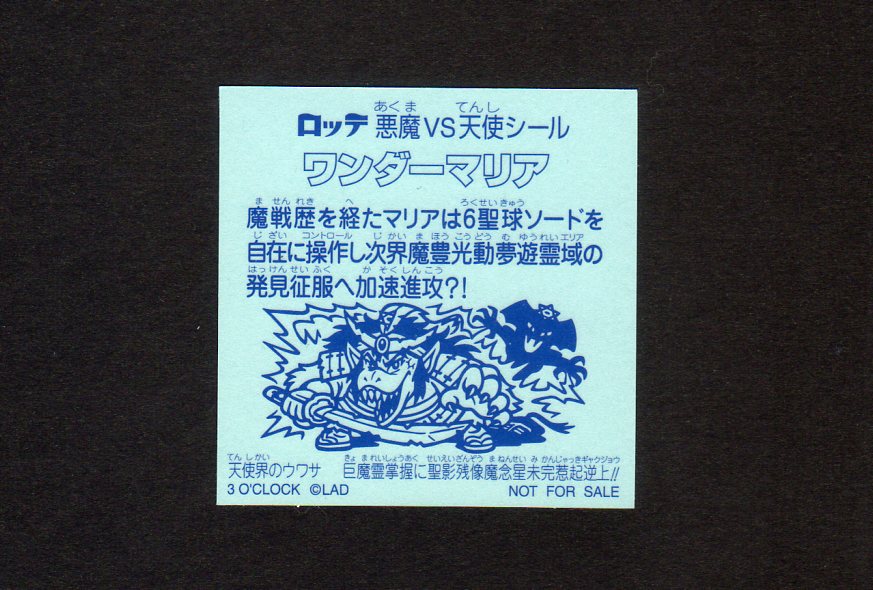 ロッテ 悪魔VS天使シール
ワンダーマリア
魔戦歴を経たマリアは6聖球ソードを
自在に操作し次界魔豊光動夢遊霊域の
発見征服へ加速進攻?!
天使界のウワサ 巨魔霊掌握に聖影残像魔念星未完惹起逆上!!
3 O'CLOCK ©LAD NOT FOR SALE